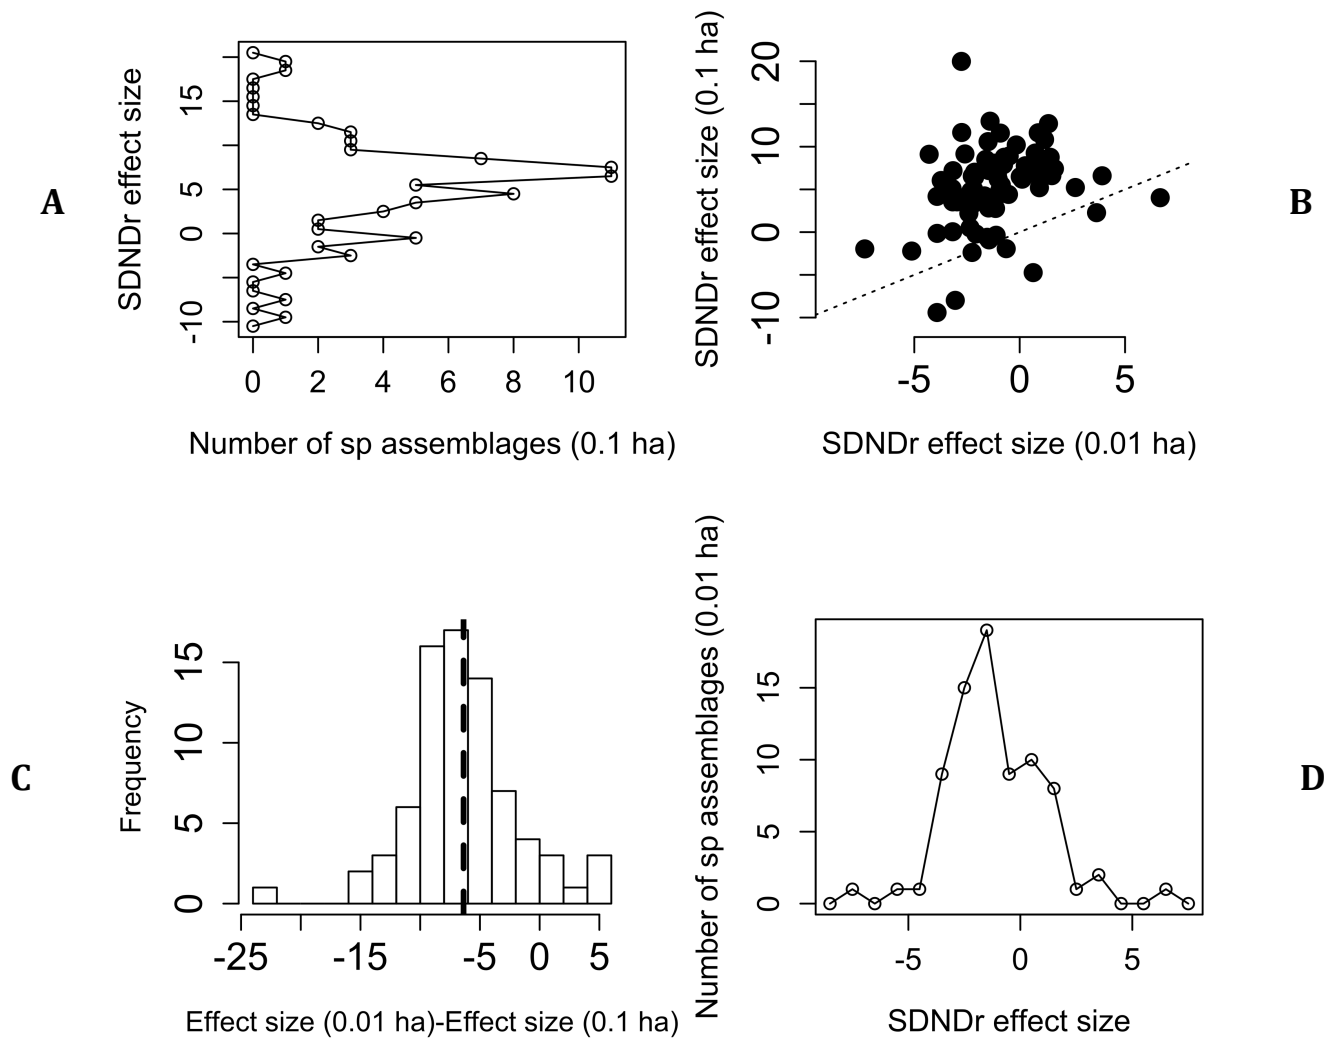 A
SDNDr effect size
15
5
0
-10
0 2 4 6 8 10
Number of sp assemblages (0.1 ha)
B
SDNDr effect size (0.1 ha)
20
10
0
-10
-5 0 5
SDNDr effect size (0.01 ha)
C
Frequency
15
10
5
0
-25 -15 -5 0 5
Effect size (0.01 ha)-Effect size (0.1 ha)
D
Number of sp assemblages (0.01 ha)
15
10
5
0
-5 0 5
SDNDr effect size